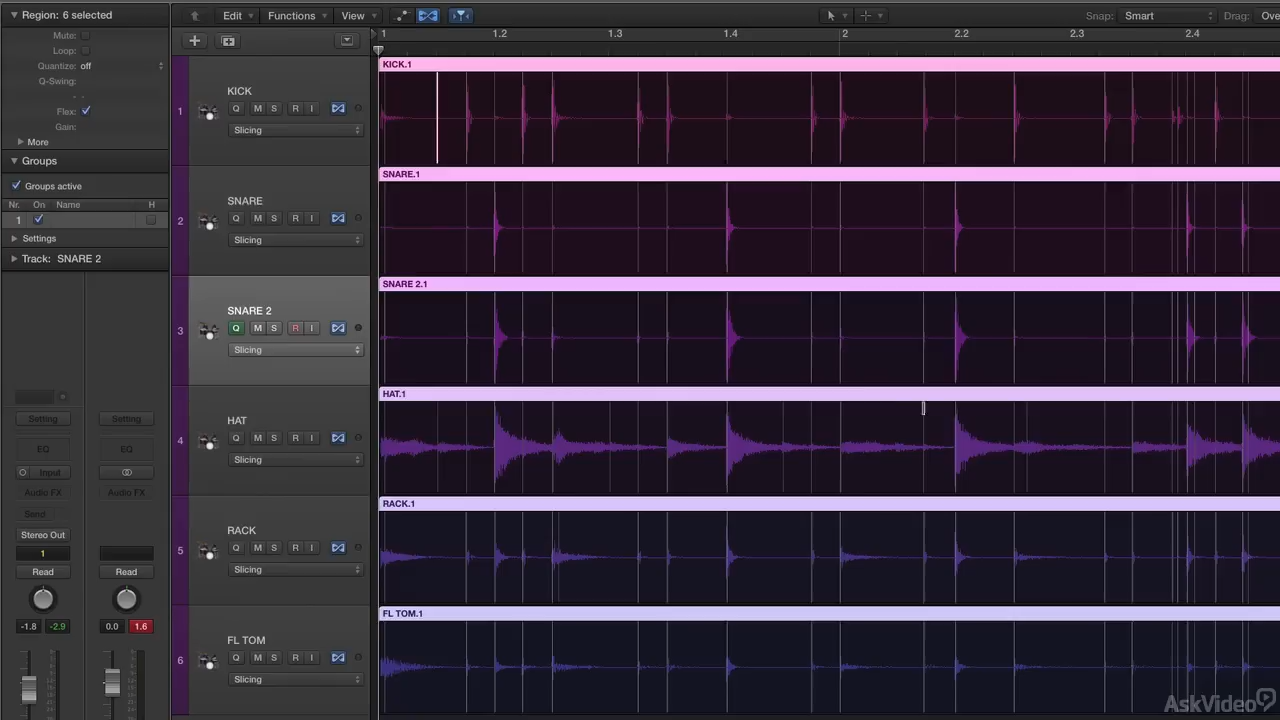 Region: 6 selected
Edit Functions View Snap: Smart Drag: Ove
Mute:
Loop:
Quantize: off
Q-Swing:
Flex:
Gain:
More
Groups
Groups active
Nr. On Name H
1
Settings
Track: SNARE 2
Setting Setting
EQ EQ
Input
Audio FX Audio FX
Send
Stereo Out
1
Read Read
-1.8 -2.9 0.0 1.6
1 1.2 1.3 1.4 2 2.2 2.4
1 KICK
Q M S R I
Slicing
KICK.1
2 SNARE
Q M S R I
Slicing
SNARE.1
3 SNARE 2
Q M S R I
Slicing
SNARE 2.1
4 HAT
Q M S R I
Slicing
HAT.1
5 RACK
Q M S R I
Slicing
RACK.1
6 FL TOM
Q M S R I
Slicing
FL TOM.1
AskVideo